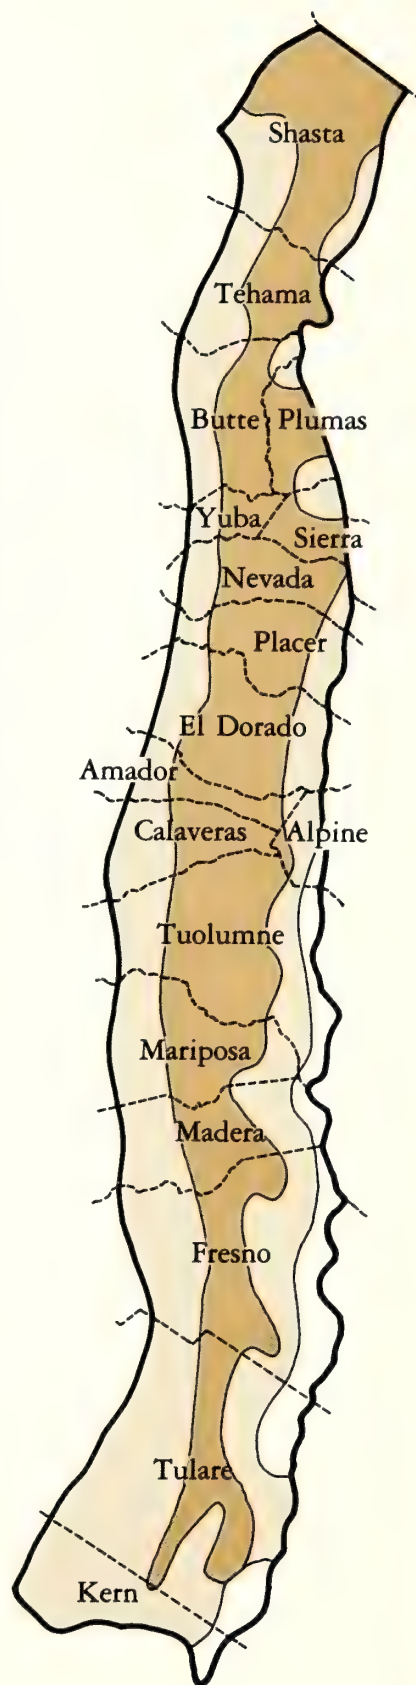 Shasta
Tehama
Butte
Plumas
Yuba
Sierra
Nevada
Placer
El Dorado
Amador
Calaveras
Alpine
Tuolumne
Mariposa
Madera
Fresno
Tulare
Kern